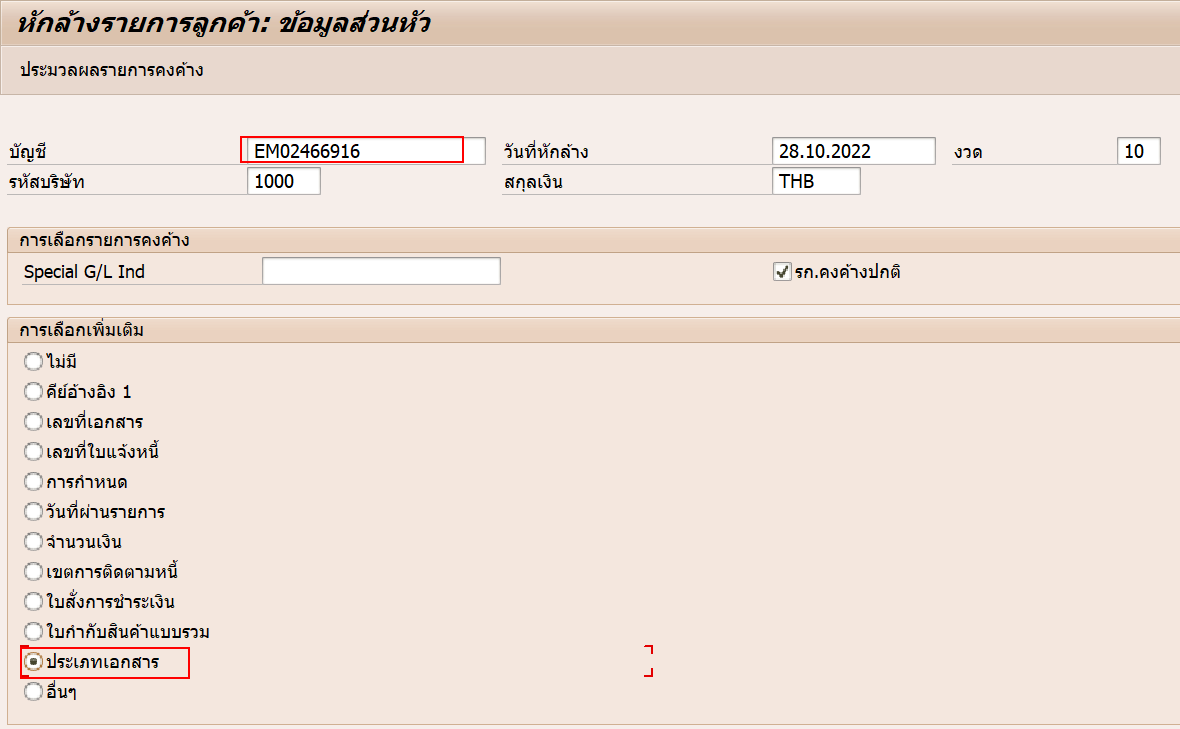 หักล้างรายการลูกค้า: ข้อมูลส่วนหัว
ประมวลผลรายการคงค้าง
บัญชี EM02466916 วันที่หักล้าง 28.10.2022 งวด 10
รหัสบริษัท 1000 สกุลเงิน THB
การเลือกรายการคงค้าง
Special G/L Ind รก.คงค้างปกติ
การเลือกเพิ่มเติม
ไม่มี
คีย์อ้างอิง 1
เลขที่เอกสาร
เลขที่ใบแจ้งหนี้
การกำหนด
วันที่ผ่านรายการ
จำนวนเงิน
เขตการติดตามหนี้
ใบสั่งการชำระเงิน
ใบกำกับสินค้าแบบรวม
ประเภทเอกสาร
อื่นๆ